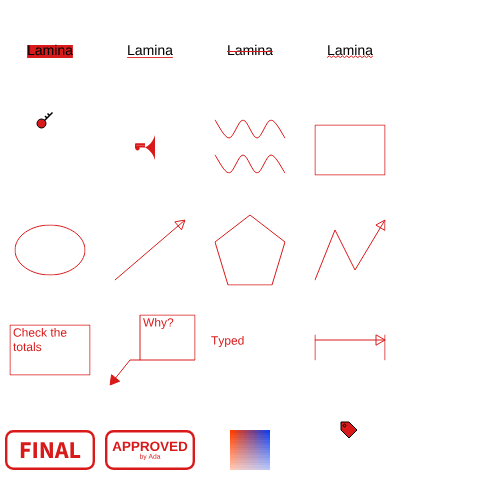 Lamina Lamina Lamina Lamina
Check the
totals
Why?
Typed
FINAL
APPROVED
by Ada